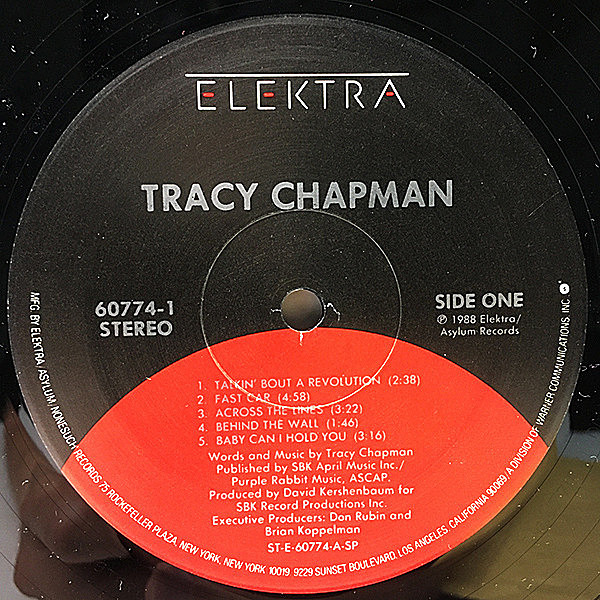 ELEKTRA
TRACY CHAPMAN
60774-1
STEREO
SIDE ONE
℗ 1988 Elektra/
Asylum Records
1. TALKIN' BOUT A REVOLUTION (2:38)
2. FAST CAR (4:58)
3. ACROSS THE LINES (3:22)
4. BEHIND THE WALL (1:46)
5. BABY CAN I HOLD YOU (3:16)
Words and Music by Tracy Chapman
Published by SBK April Music Inc./
Purple Rabbit Music, ASCAP.
Produced by David Kershenbaum for
SBK Record Productions Inc.
Executive Producers: Don Rubin and
Brian Koppelman
ST-E-60774-A-SP
MFG. BY ELEKTRA/ASYLUM/NONESUCH RECORDS 75 ROCKEFELLER PLAZA, NEW YORK, NEW YORK 10019. 9229 SUNSET BOULEVARD, LOS ANGELES, CALIFORNIA 90069. A DIVISION OF WARNER COMMUNICATIONS INC.